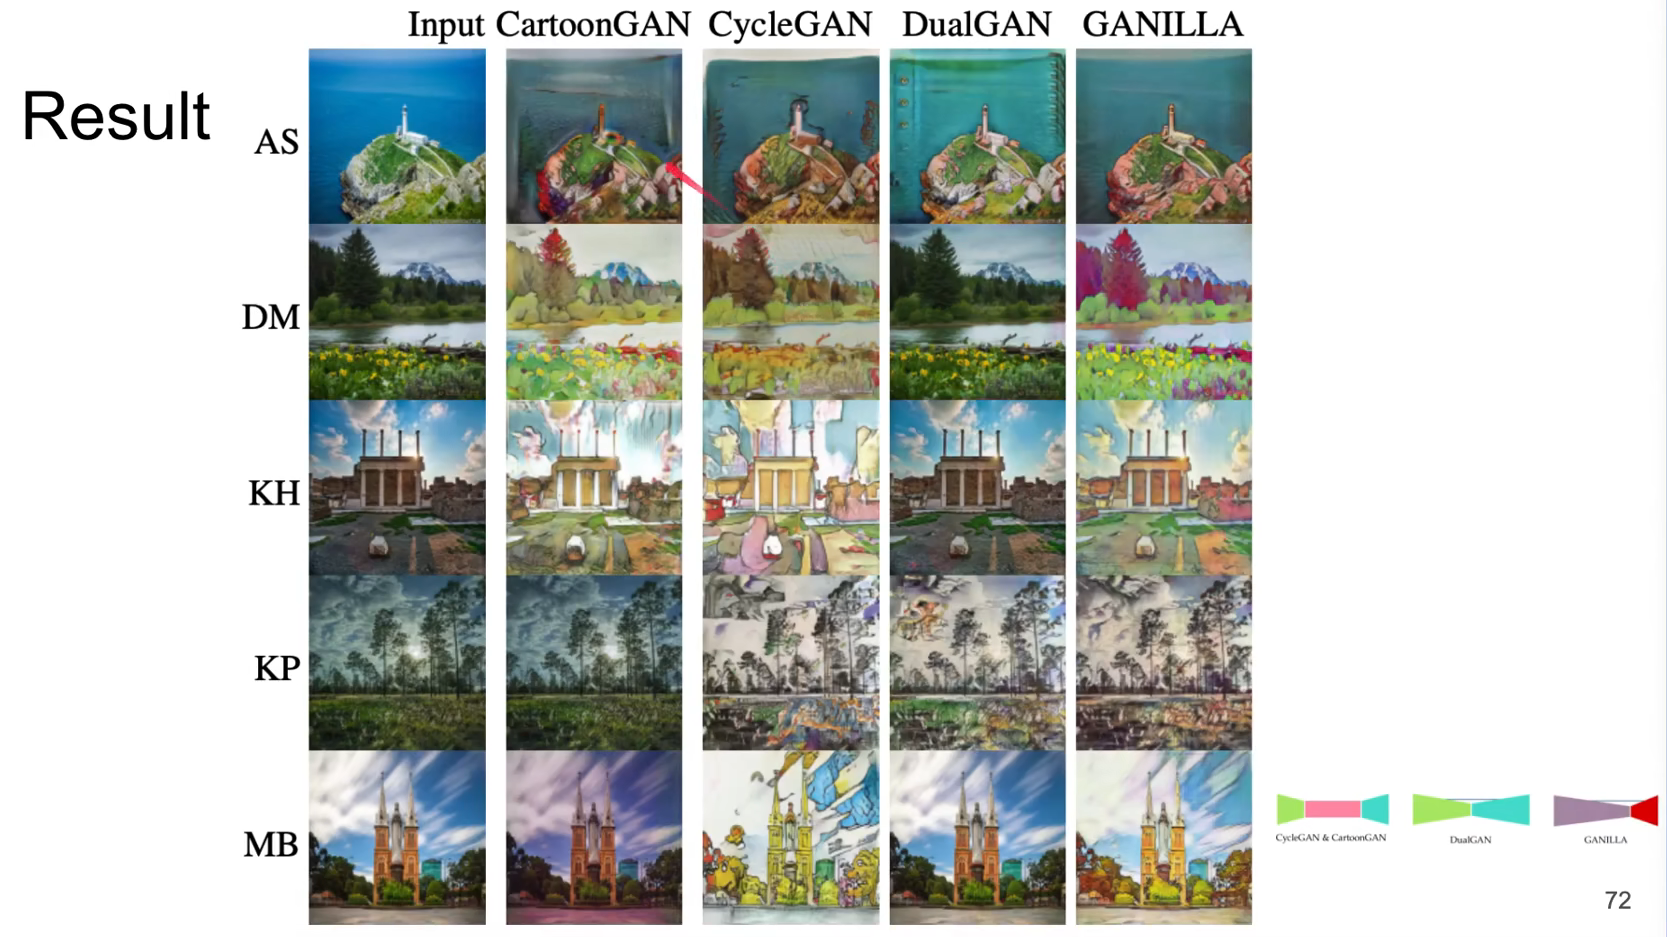 Input CartoonGAN CycleGAN DualGAN GANILLA
Result
AS
DM
KH
KP
MB
CycleGAN & CartoonGAN
DualGAN
GANILLA
72